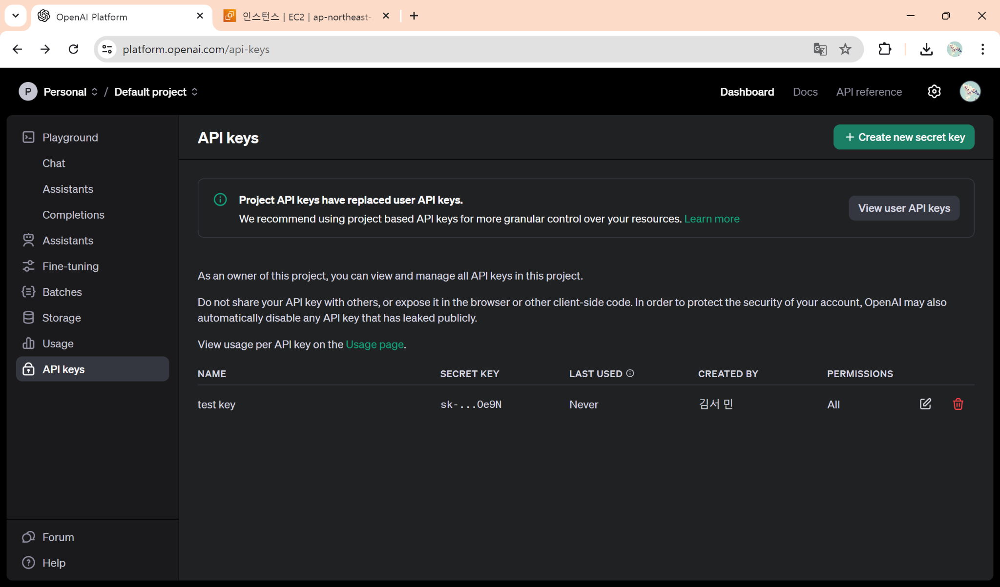 OpenAI Platform
인스턴스 | EC2 | ap-northeast-
platform.openai.com/api-keys
P Personal / Default project
Dashboard Docs API reference
Playground
Chat
Assistants
Completions
Assistants
Fine-tuning
Batches
Storage
Usage
API keys
Forum
Help
API keys
+ Create new secret key
Project API keys have replaced user API keys.
We recommend using project based API keys for more granular control over your resources. Learn more
View user API keys
As an owner of this project, you can view and manage all API keys in this project.
Do not share your API key with others, or expose it in the browser or other client-side code. In order to protect the security of your account, OpenAI may also
automatically disable any API key that has leaked publicly.
View usage per API key on the Usage page.
NAME SECRET KEY LAST USED CREATED BY PERMISSIONS
test key sk-...Oe9N Never 김서 민 All